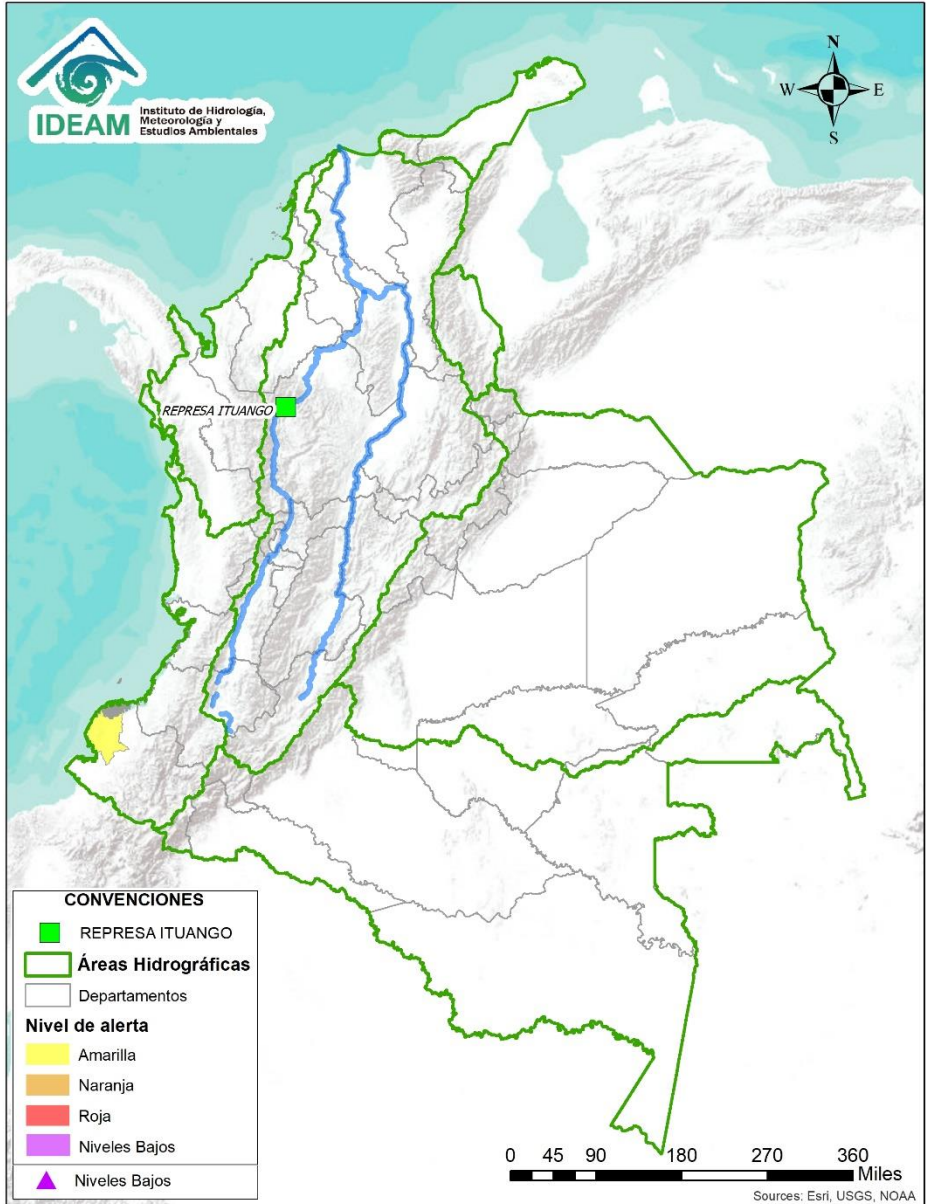 IDEAM
Instituto de Hidrología,
Meteorología y
Estudios Ambientales
N
W
E
S
REPRESA ITUANGO
CONVENCIONES
REPRESA ITUANGO
Áreas Hidrográficas
Departamentos
Nivel de alerta
Amarilla
Naranja
Roja
Niveles Bajos
Niveles Bajos
0 45 90 180 270 360
Miles
Sources: Esri, USGS, NOAA